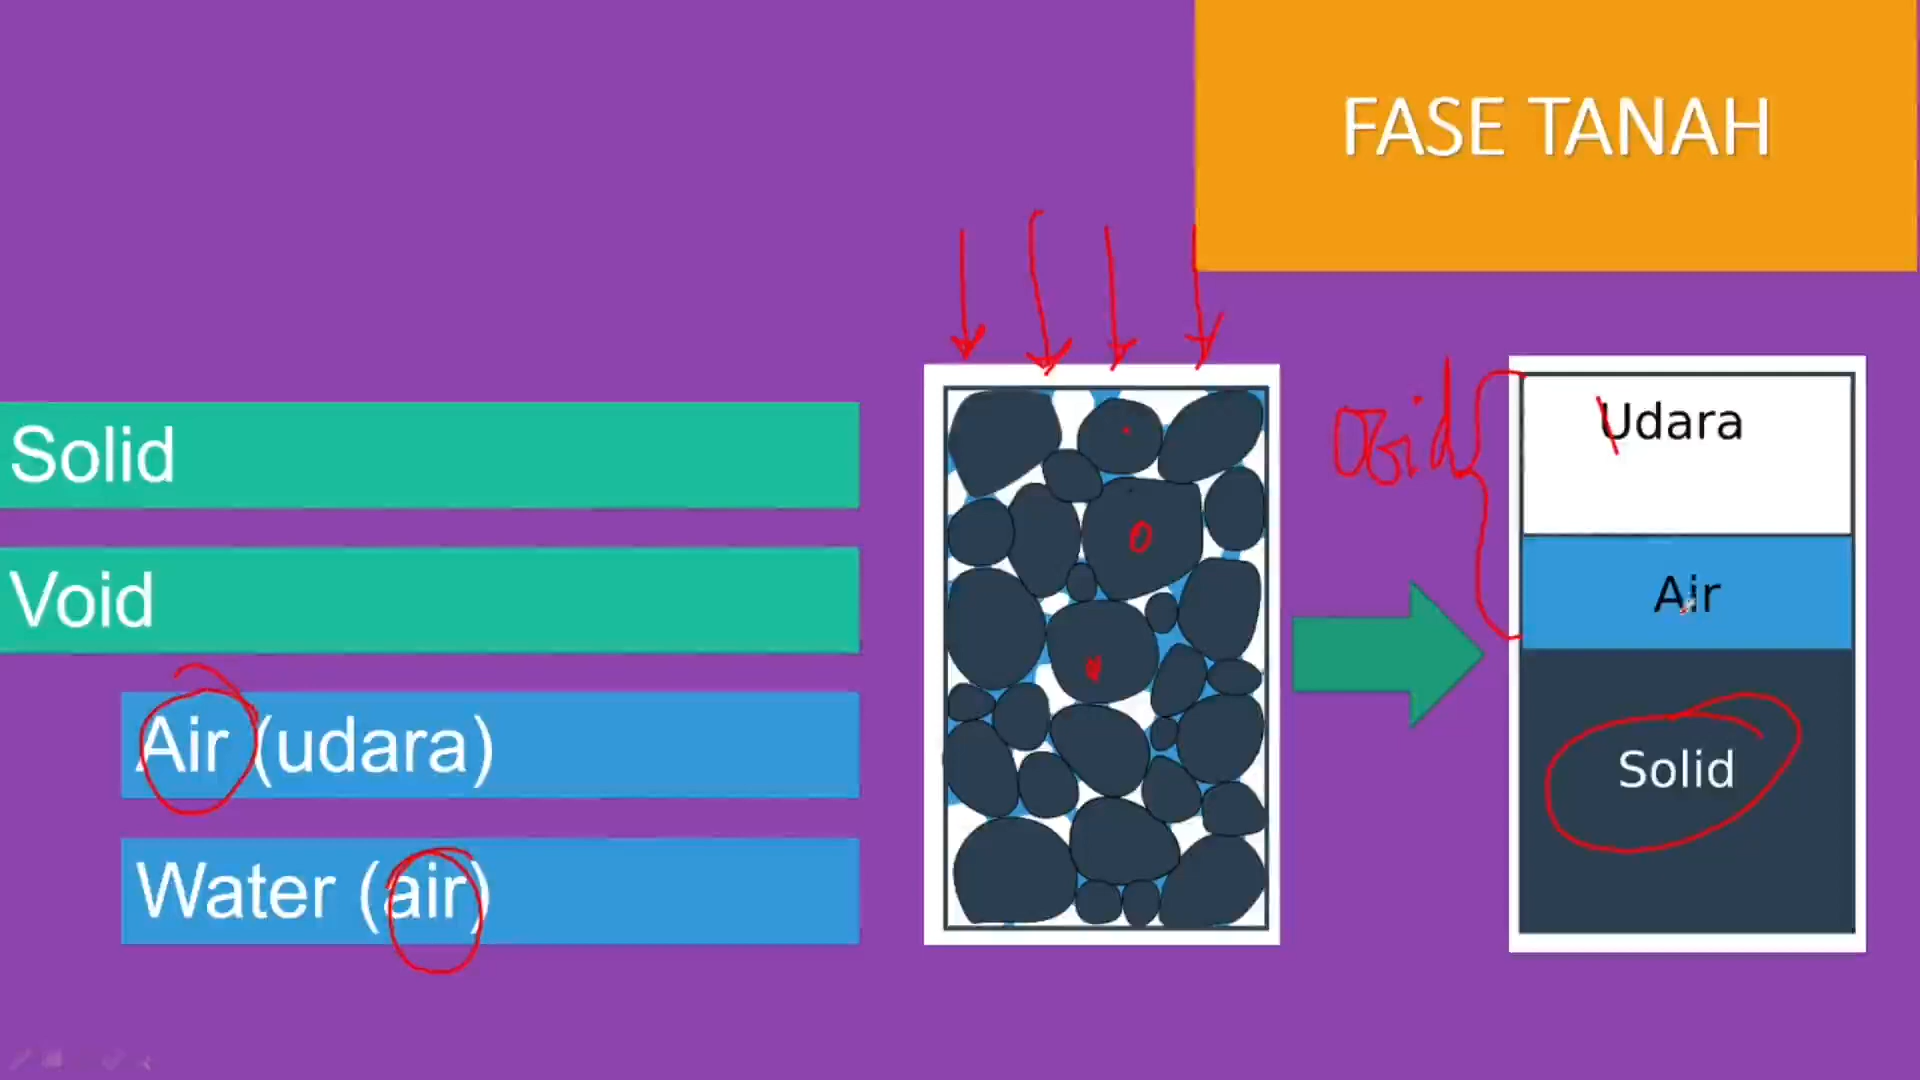 FASE TANAH
Solid
Void
Air (udara)
Water (air)
Void
Udara
Air
Solid